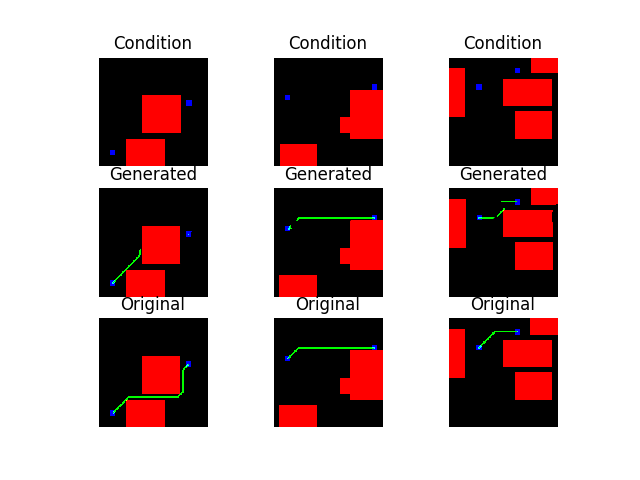 Condition Condition Condition
Generated Generated Generated
Original Original Original